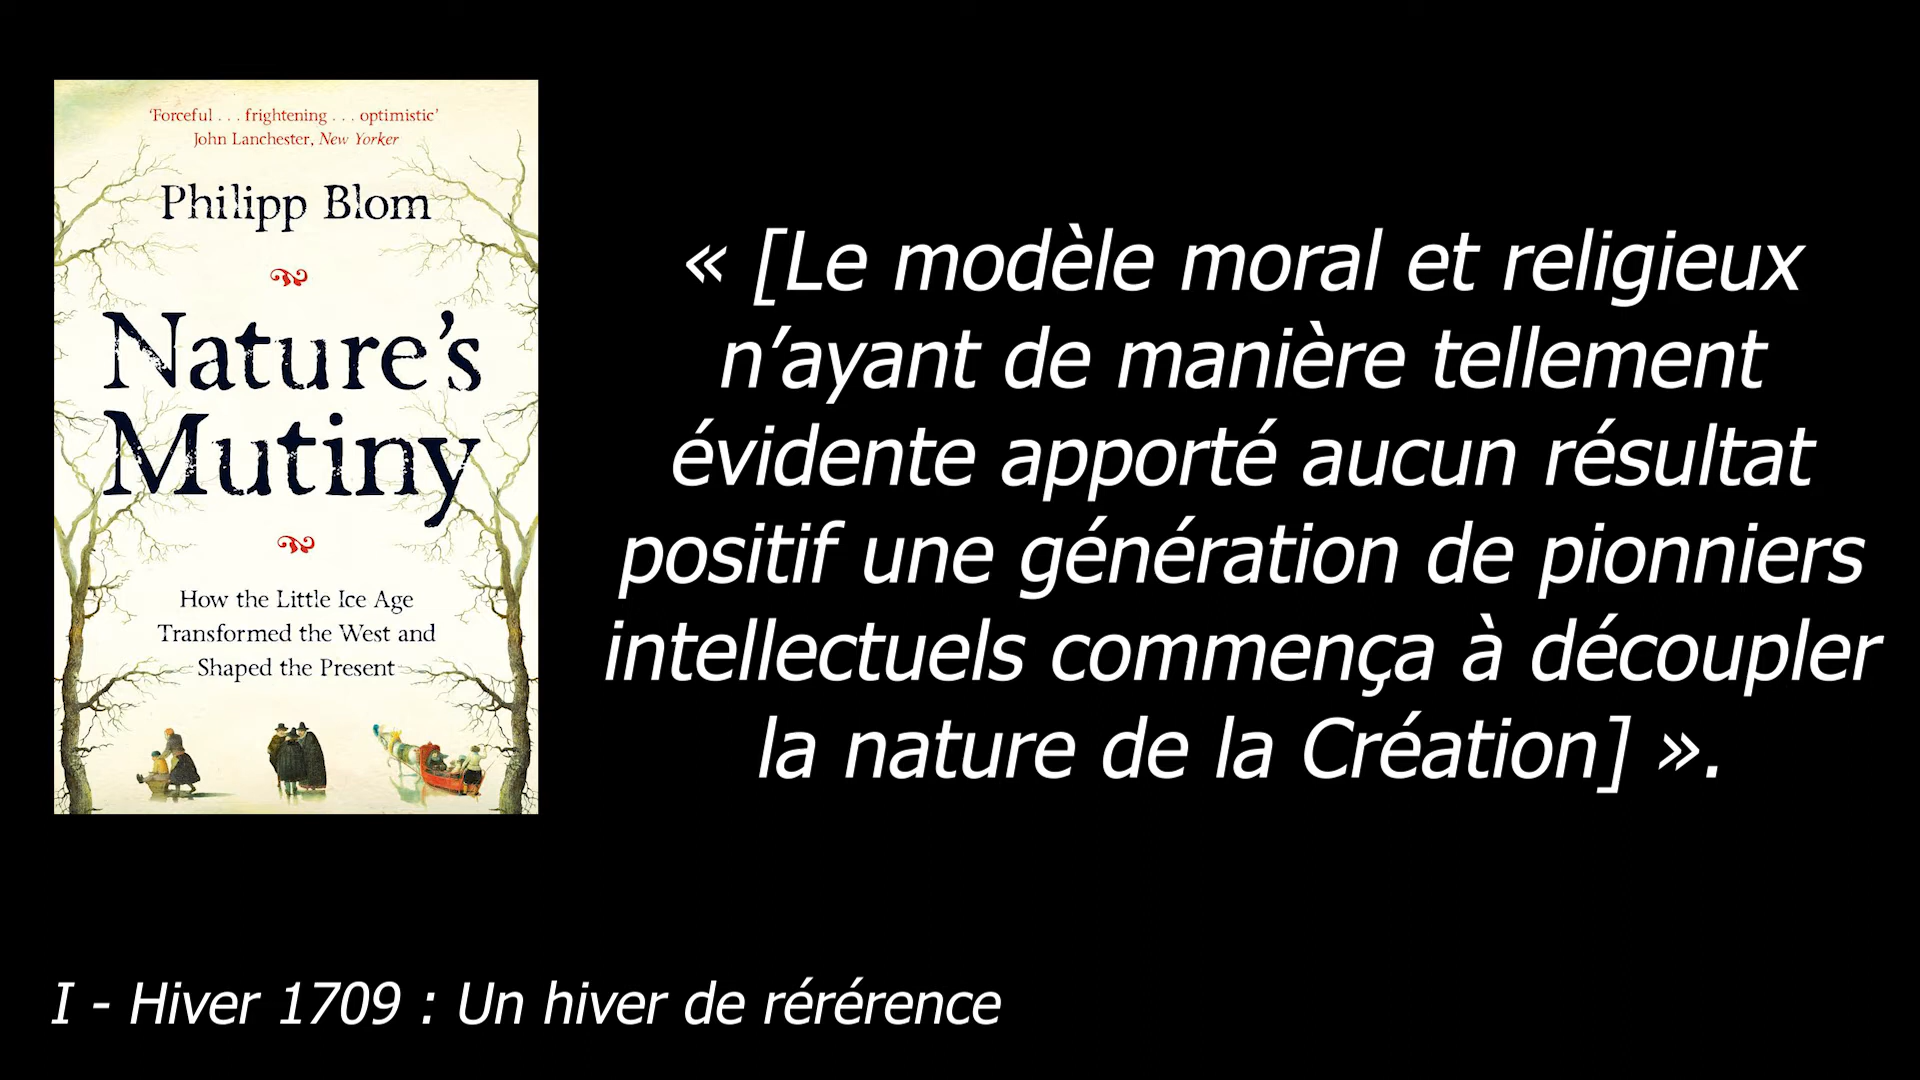 ‘Forceful . . . frightening . . . optimistic’
John Lanchester, New Yorker
Philipp Blom
Nature’s
Mutiny
How the Little Ice Age
Transformed the West and
Shaped the Present
« [Le modèle moral et religieux
n’ayant de manière tellement
évidente apporté aucun résultat
positif une génération de pionniers
intellectuels commença à découpler
la nature de la Création] ».
I - Hiver 1709 : Un hiver de rérérence